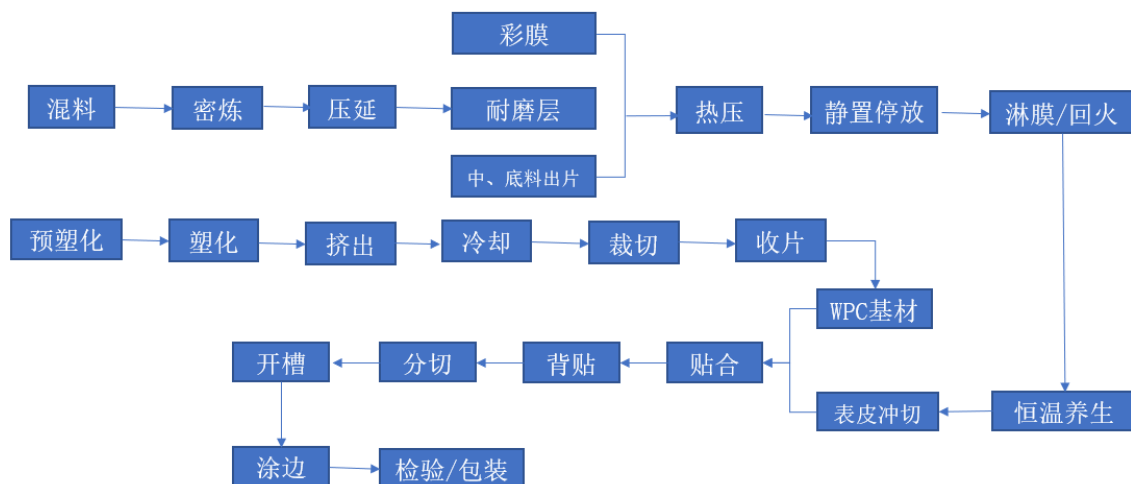 彩膜
混料
密炼
压延
耐磨层
热压
静置停放
淋膜/回火
中、底料出片
预塑化
塑化
挤出
冷却
裁切
收片
WPC基材
开槽
分切
背贴
贴合
表皮冲切
恒温养生
涂边
检验/包装